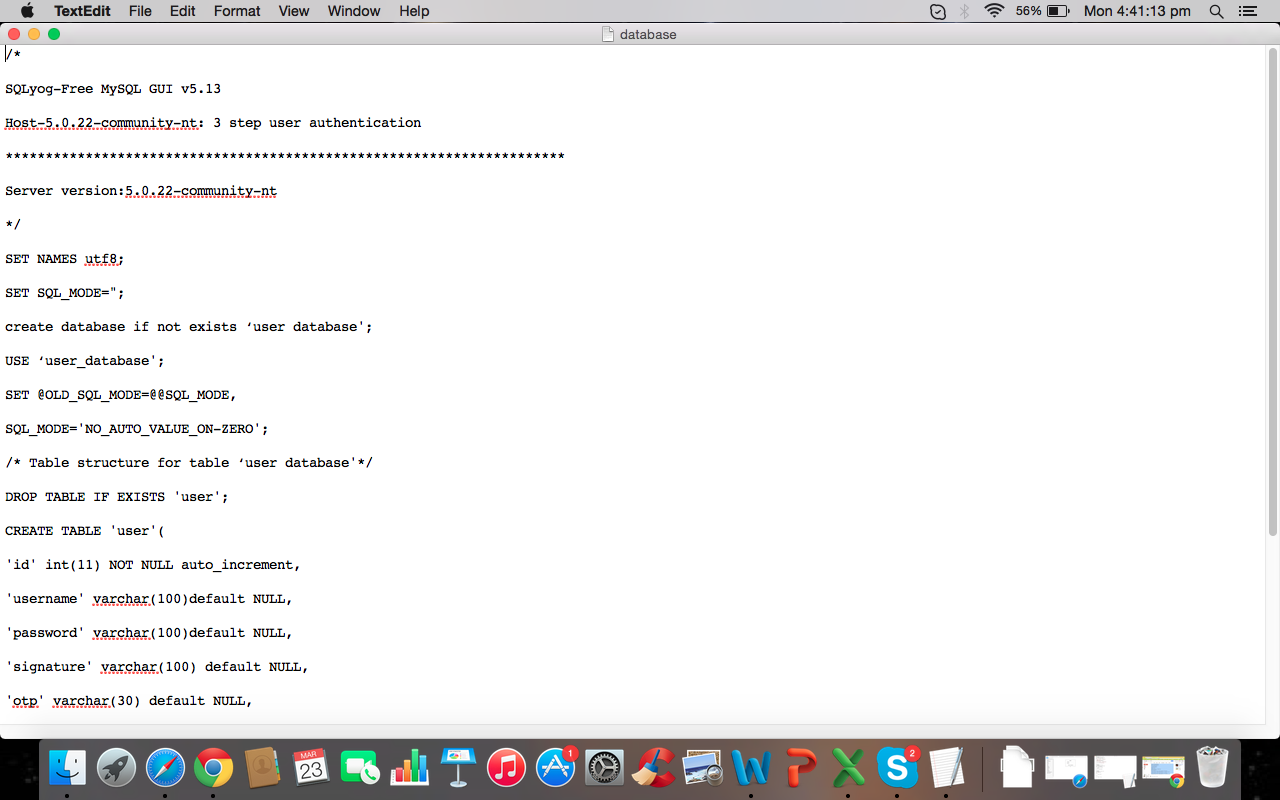 TextEdit File Edit Format View Window Help 56% Mon 4:41:13 pm
database
/*
SQLyog-Free MySQL GUI v5.13
Host-5.0.22-community-nt: 3 step user authentication
**********************************************************************
Server version:5.0.22-community-nt
*/
SET NAMES utf8;
SET SQL_MODE=";
create database if not exists ‘user database';
USE ‘user_database';
SET @OLD_SQL_MODE=@@SQL_MODE,
SQL_MODE='NO_AUTO_VALUE_ON-ZERO';
/* Table structure for table ‘user database'*/
DROP TABLE IF EXISTS 'user';
CREATE TABLE 'user'(
'id' int(11) NOT NULL auto_increment,
'username' varchar(100)default NULL,
'password' varchar(100)default NULL,
'signature' varchar(100) default NULL,
'otp' varchar(30) default NULL,
MAR
23
1
2